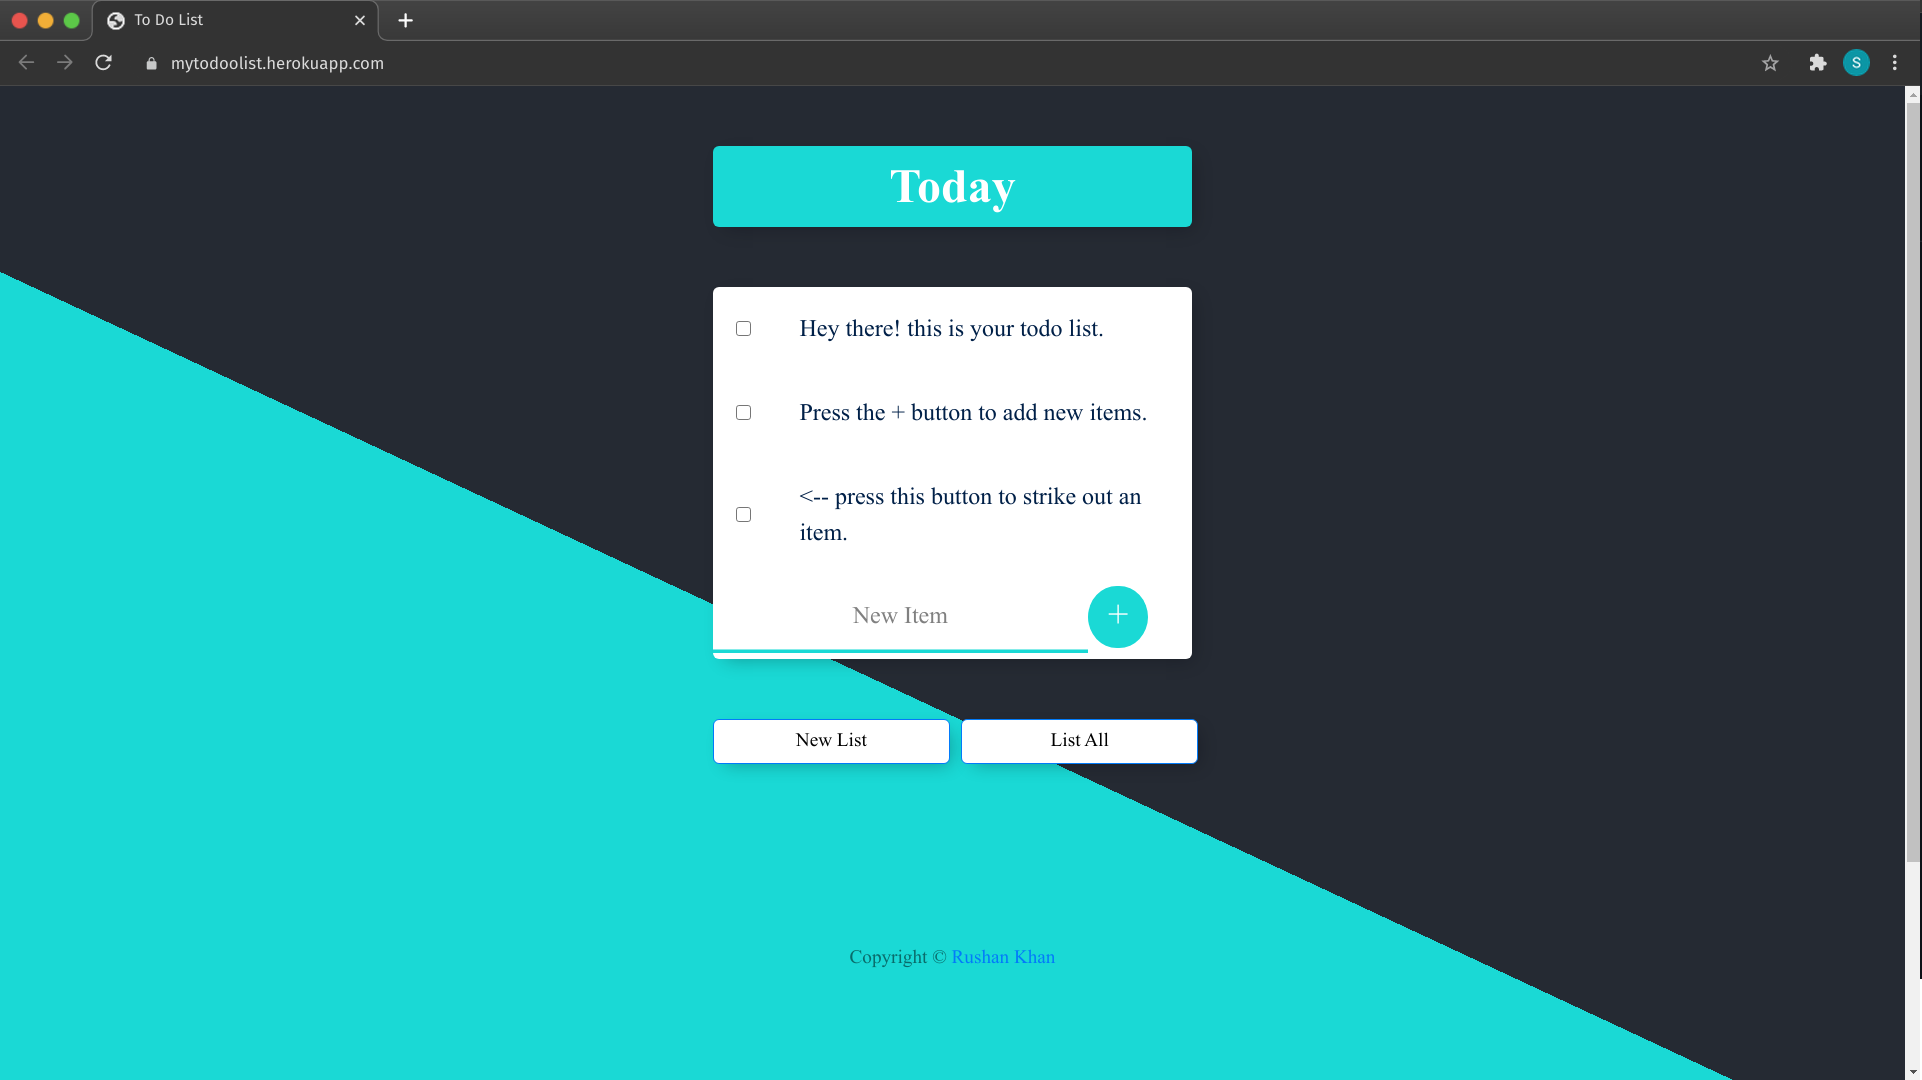 To Do List
mytodoolist.herokuapp.com
S
Today
Hey there! this is your todo list.
Press the + button to add new items.
<-- press this button to strike out an
item.
New Item
+
New List
List All
Copyright © Rushan Khan